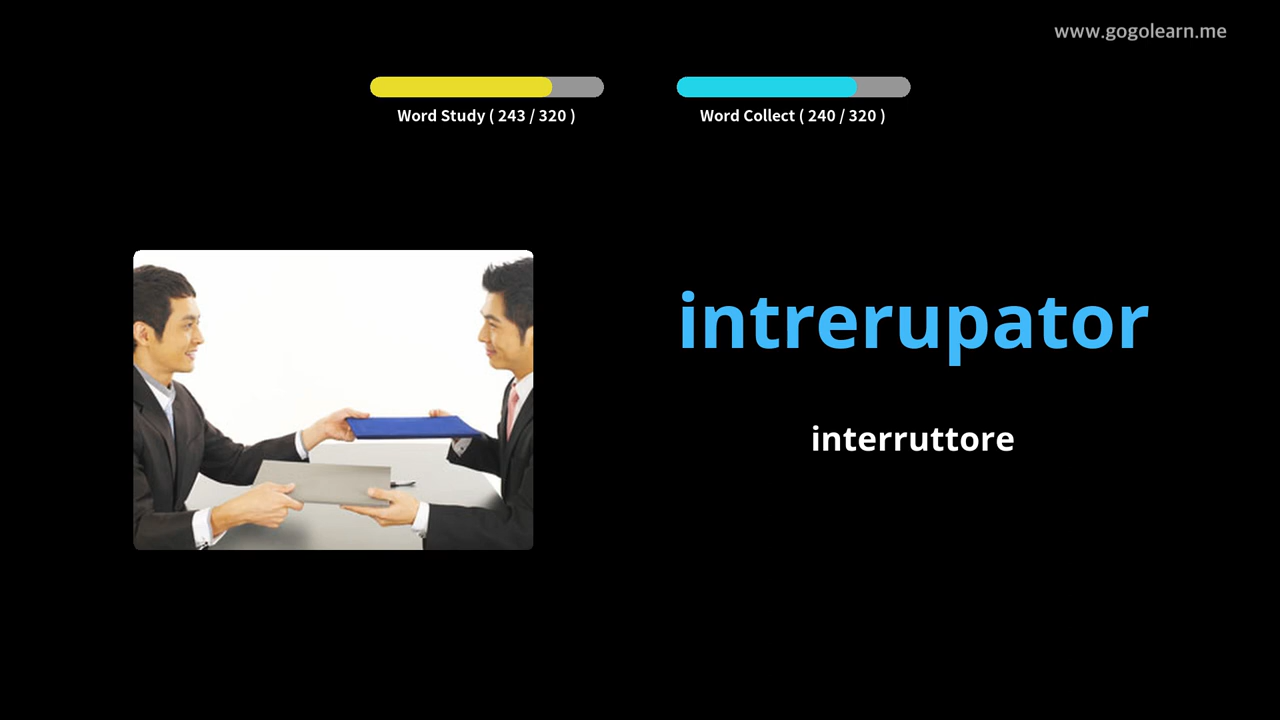 www.gogolearn.me
Word Study ( 243 / 320 )
Word Collect ( 240 / 320 )
intrerupator
interruttore